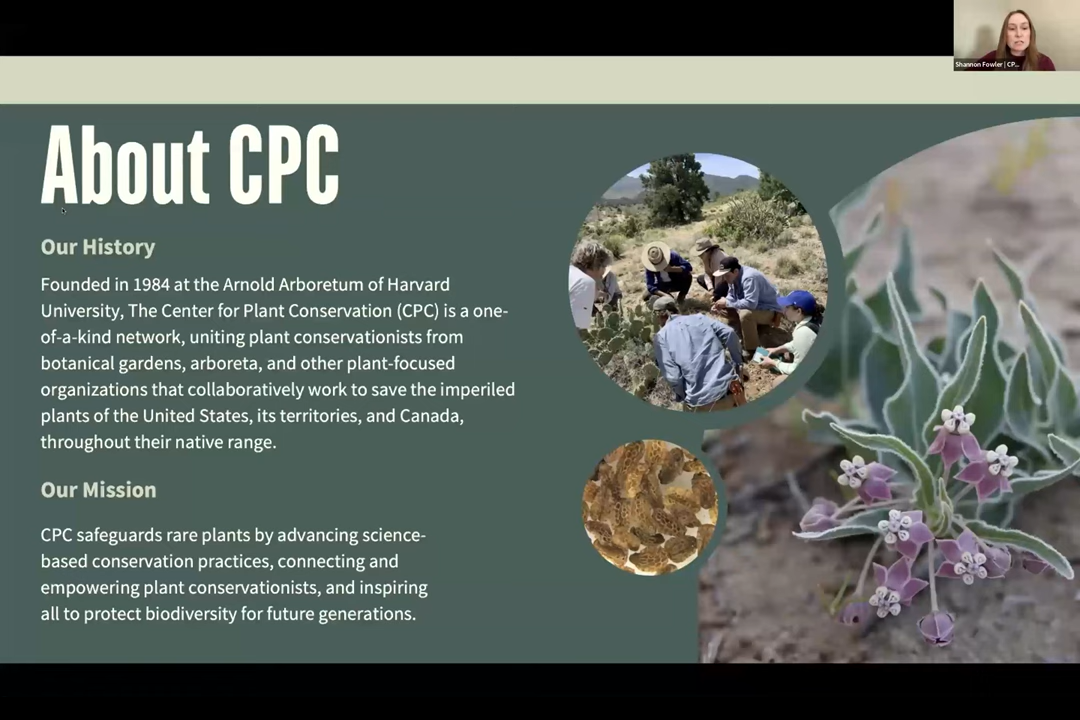 Shannon Fowler | CP...
About CPC
Our History
Founded in 1984 at the Arnold Arboretum of Harvard
University, The Center for Plant Conservation (CPC) is a one-
of-a-kind network, uniting plant conservationists from
botanical gardens, arboreta, and other plant-focused
organizations that collaboratively work to save the imperiled
plants of the United States, its territories, and Canada,
throughout their native range.
Our Mission
CPC safeguards rare plants by advancing science-
based conservation practices, connecting and
empowering plant conservationists, and inspiring
all to protect biodiversity for future generations.